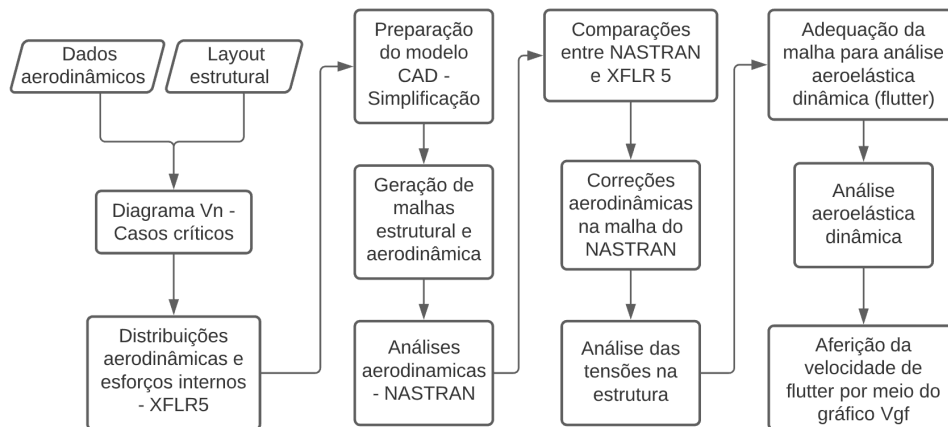 Dados
aerodinâmicos
Layout
estrutural
Diagrama Vn -
Casos críticos
Distribuições
aerodinâmicas e
esforços internos
- XFLR5
Preparação
do modelo
CAD -
Simplificação
Geração de
malhas
estrutural e
aerodinâmica
Análises
aerodinamicas
- NASTRAN
Comparações
entre NASTRAN
e XFLR 5
Correções
aerodinâmicas
na malha do
NASTRAN
Análise das
tensões na
estrutura
Adequação da
malha para análise
aeroelástica
dinâmica (flutter)
Análise
aeroelástica
dinâmica
Aferição da
velocidade de
flutter por meio do
gráfico Vgf